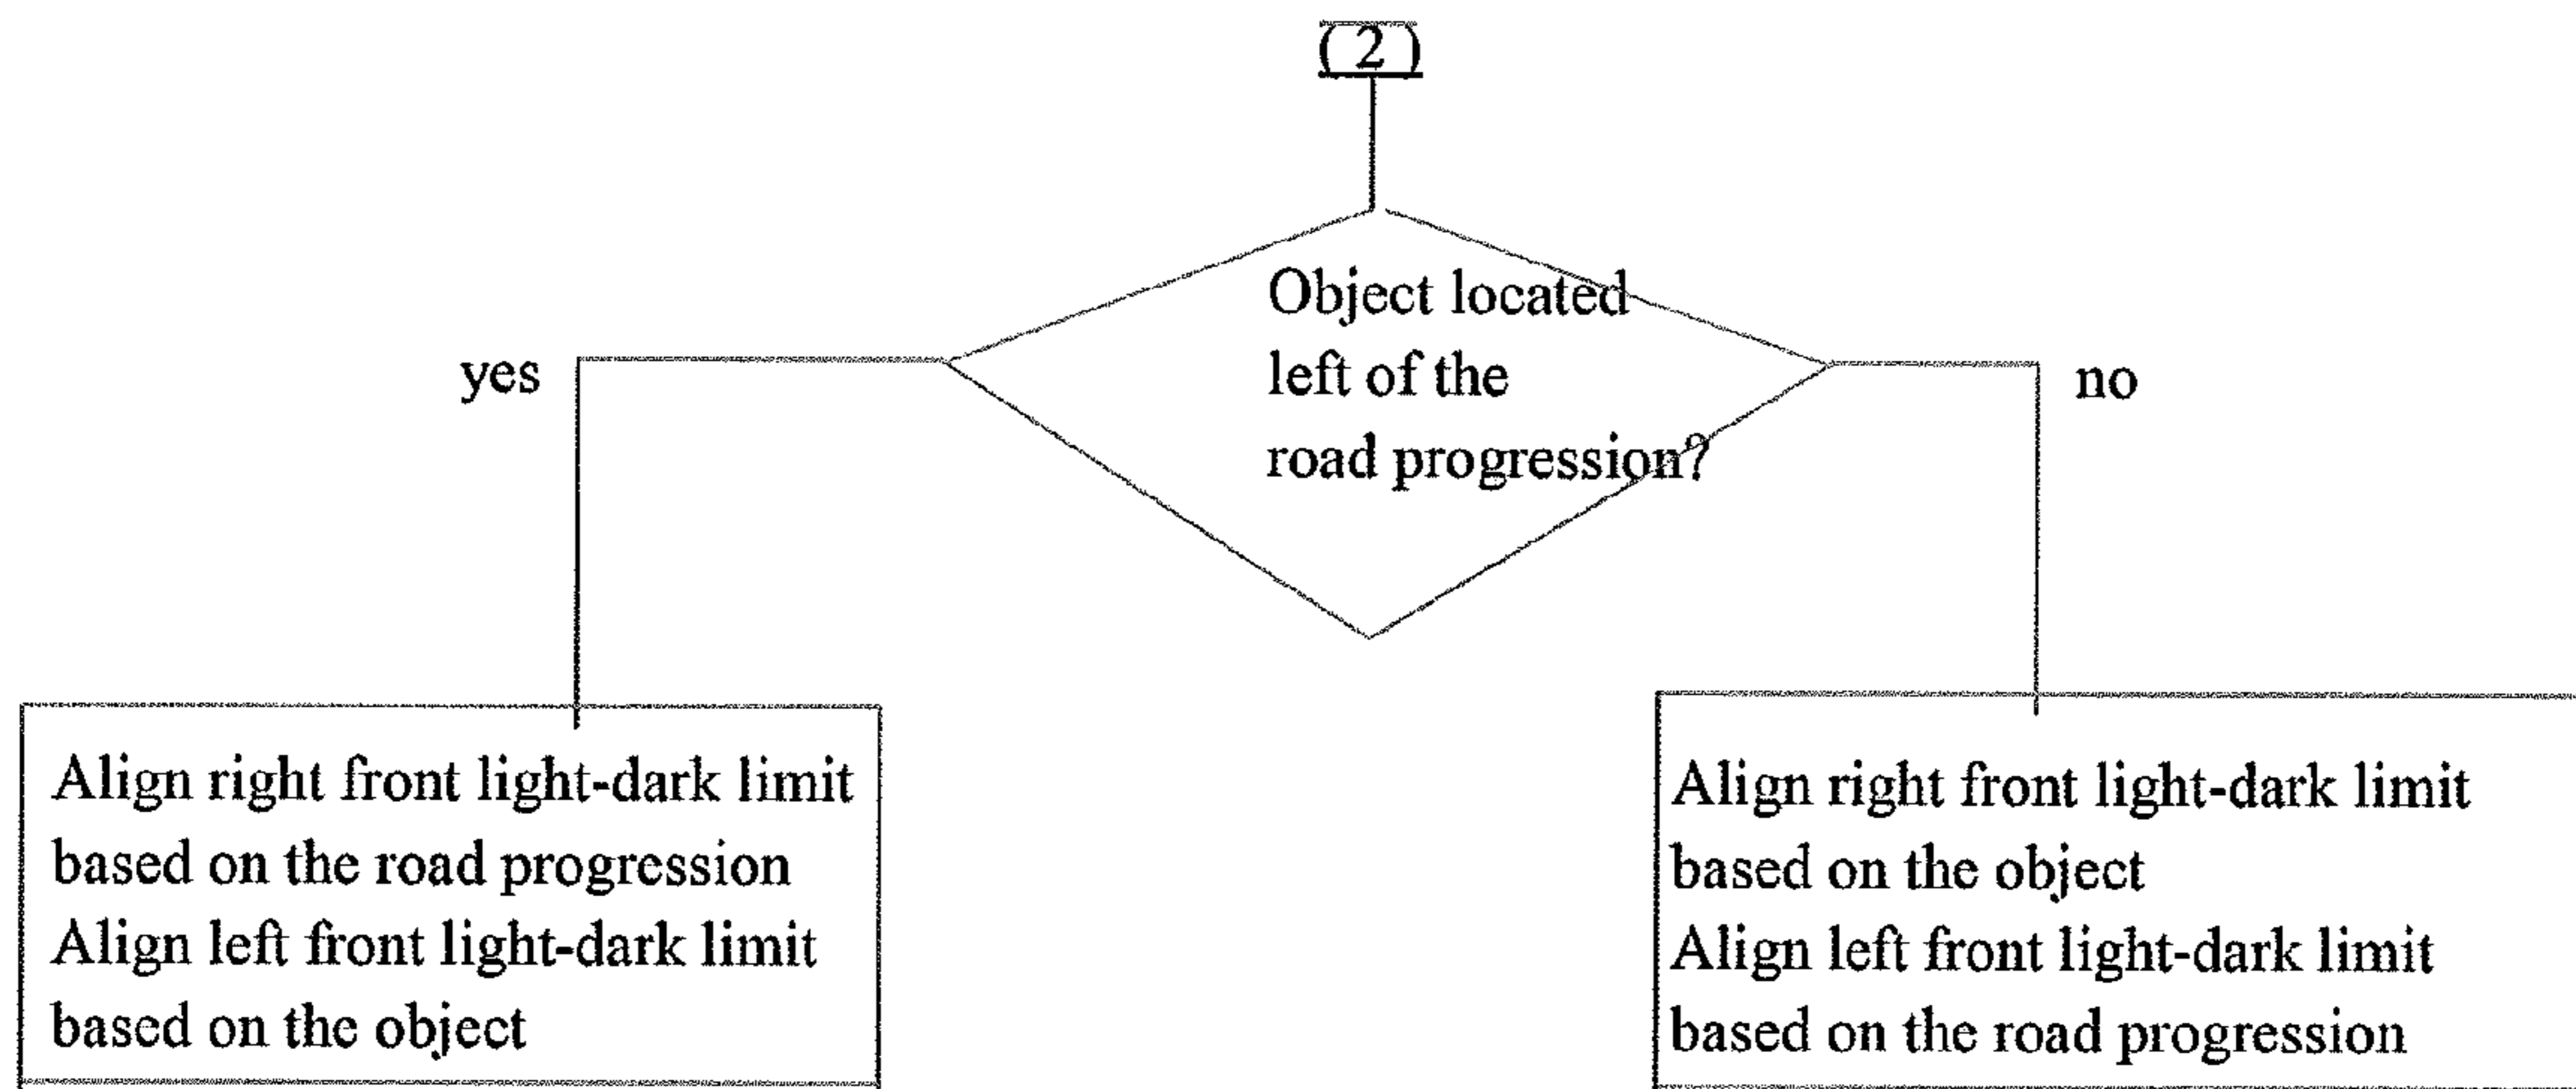 ( 2 )
Object located
left of the
road progression?
yes
no
Align right front light-dark limit
based on the road progression
Align left front light-dark limit
based on the object
Align right front light-dark limit
based on the object
Align left front light-dark limit
based on the road progression